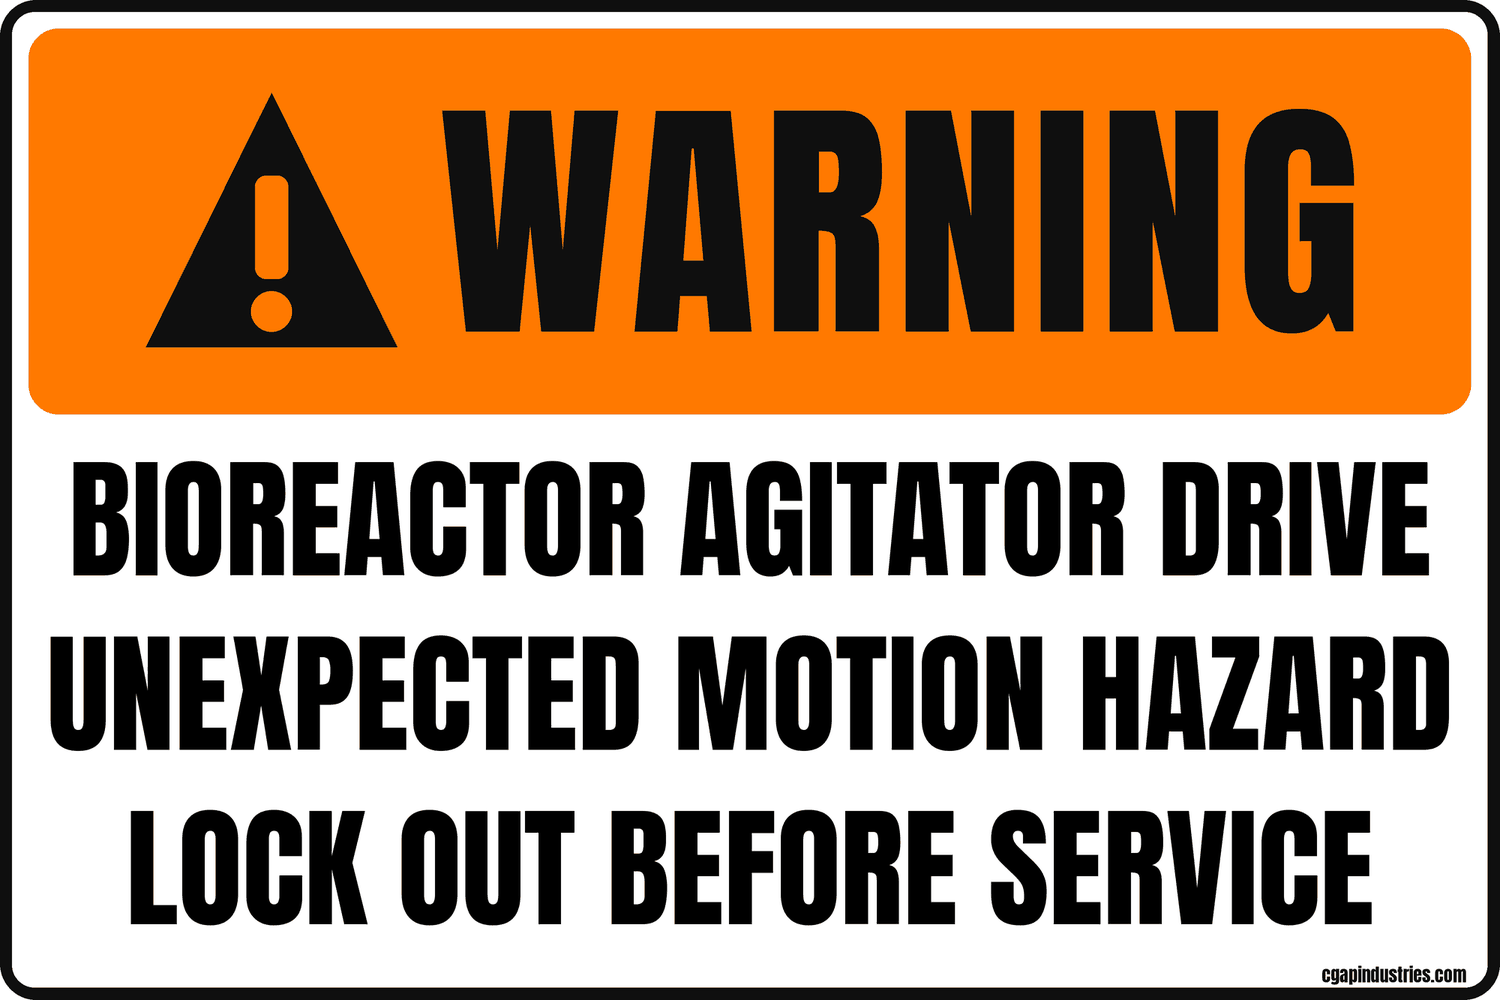 WARNING
BIOREACTOR AGITATOR DRIVE
UNEXPECTED MOTION HAZARD
LOCK OUT BEFORE SERVICE
cgapindustries.com